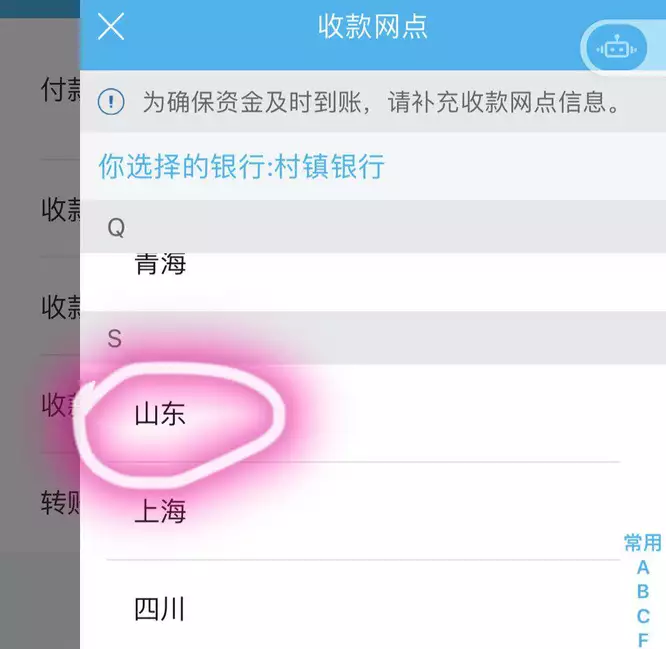 收款网点
付款
为确保资金及时到账，请补充收款网点信息。
你选择的银行:村镇银行
收款
Q
青海
收款
S
收款
山东
转账
上海
四川
常用
A
B
C
F